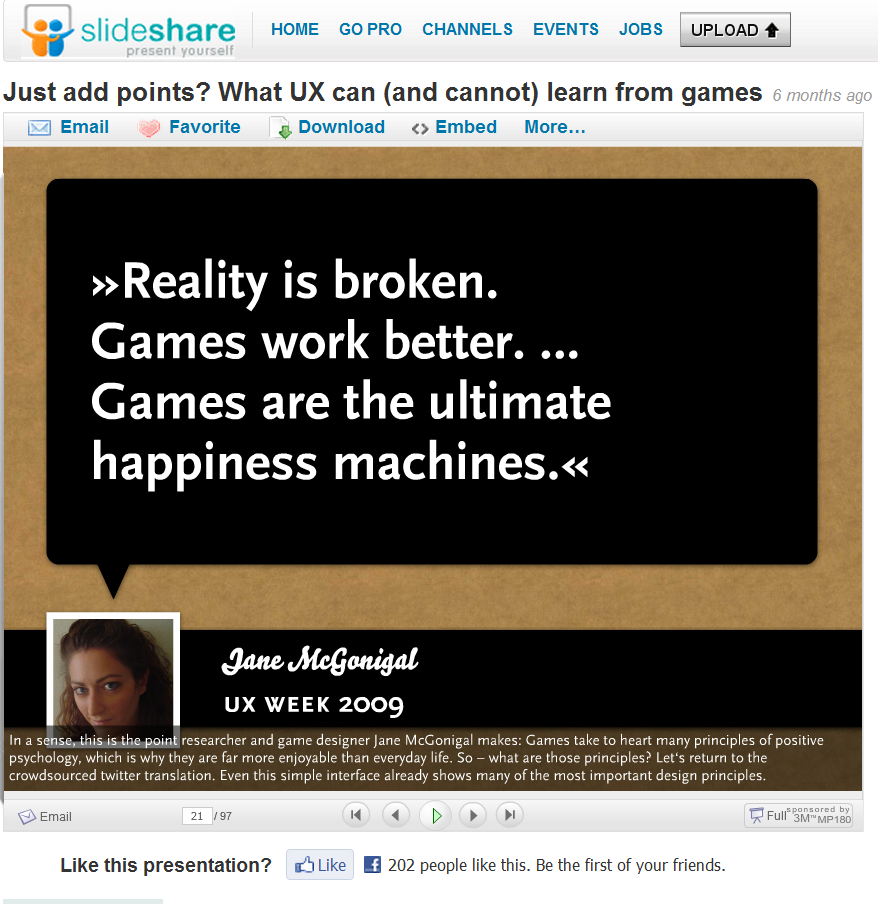 slideshare
present yourself
HOME GO PRO CHANNELS EVENTS JOBS UPLOAD
Just add points? What UX can (and cannot) learn from games 6 months ago
Email Favorite Download Embed More...
»Reality is broken.
Games work better. ...
Games are the ultimate
happiness machines.«
Jane McGonigal
UX WEEK 2009
In a sense, this is the point researcher and game designer Jane McGonigal makes: Games take to heart many principles of positive
psychology, which is why they are far more enjoyable than everyday life. So – what are those principles? Let's return to the
crowdsourced twitter translation. Even this simple interface already shows many of the most important design principles.
Email 21 / 97 Full sponsored by
3M™ MP180
Like this presentation? Like 202 people like this. Be the first of your friends.